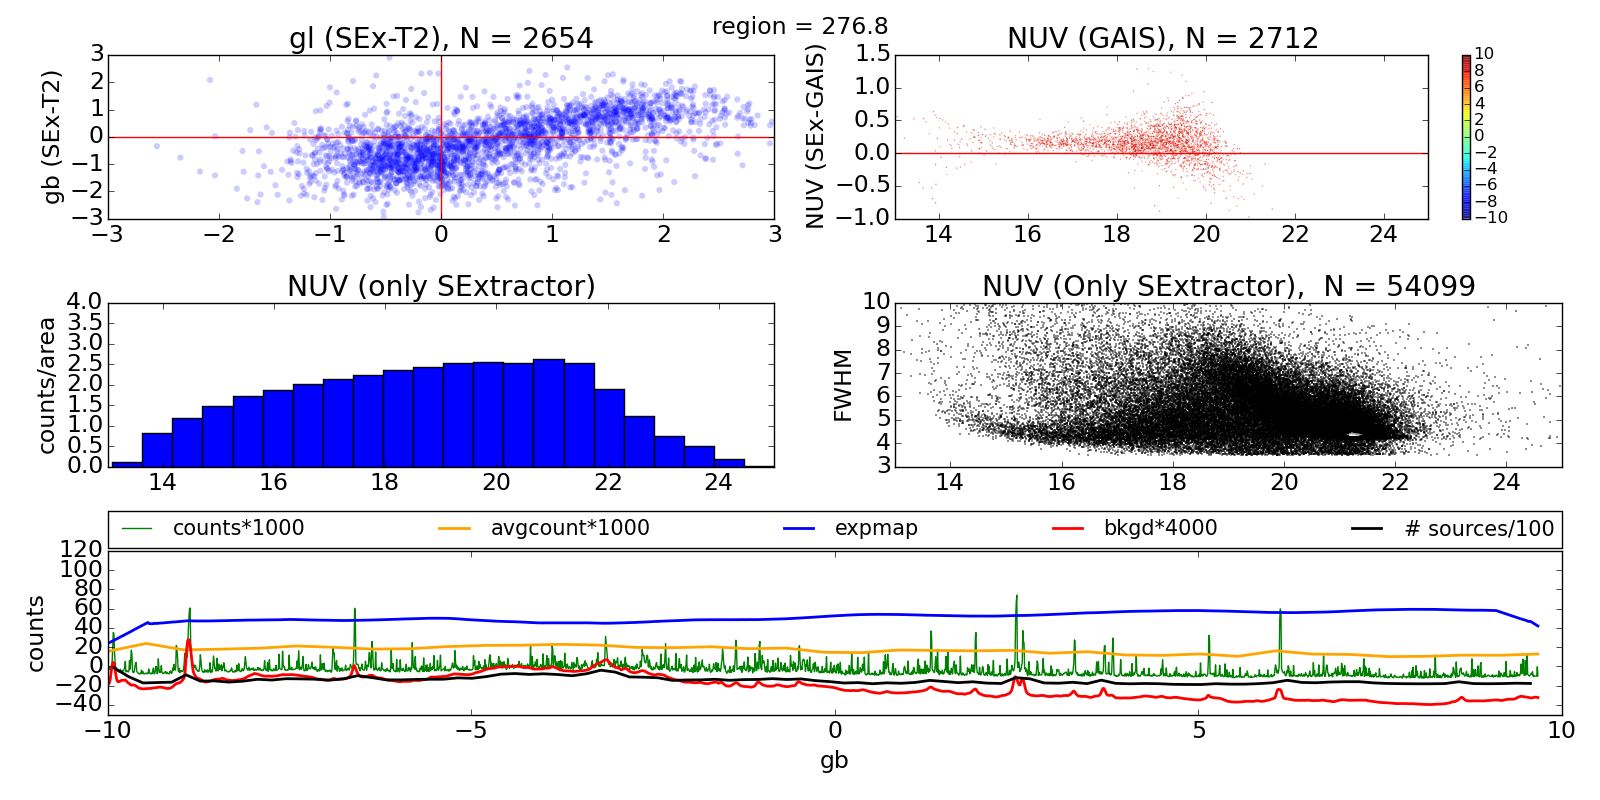 region = 276.8
gl (SEx-T2), N = 2654
gb (SEx-T2)
3
2
1
0
−1
−2
−3
−3 −2 −1 0 1 2 3
NUV (GAIS), N = 2712
NUV (SEx-GAIS)
1.5
1.0
0.5
0.0
−0.5
−1.0
14 16 18 20 22 24
10
8
6
4
2
0
−2
−4
−6
−8
−10
NUV (only SExtractor)
counts/area
4.0
3.5
3.0
2.5
2.0
1.5
1.0
0.5
0.0
14 16 18 20 22 24
NUV (Only SExtractor), N = 54099
FWHM
10
9
8
7
6
5
4
3
14 16 18 20 22 24
counts*1000 avgcount*1000 expmap bkgd*4000 # sources/100
counts
120
100
80
60
40
20
0
−20
−40
−10 −5 0 5 10
gb